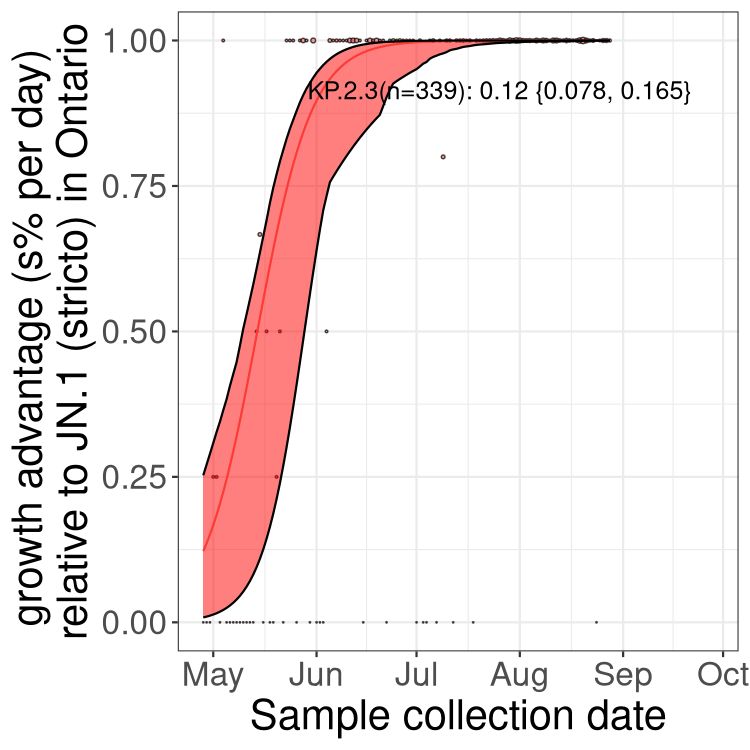 growth advantage (s% per day)
relative to JN.1 (stricto) in Ontario
1.00
0.75
0.50
0.25
0.00
KP.2.3(n=339): 0.12 {0.078, 0.165}
May Jun Jul Aug Sep Oct
Sample collection date